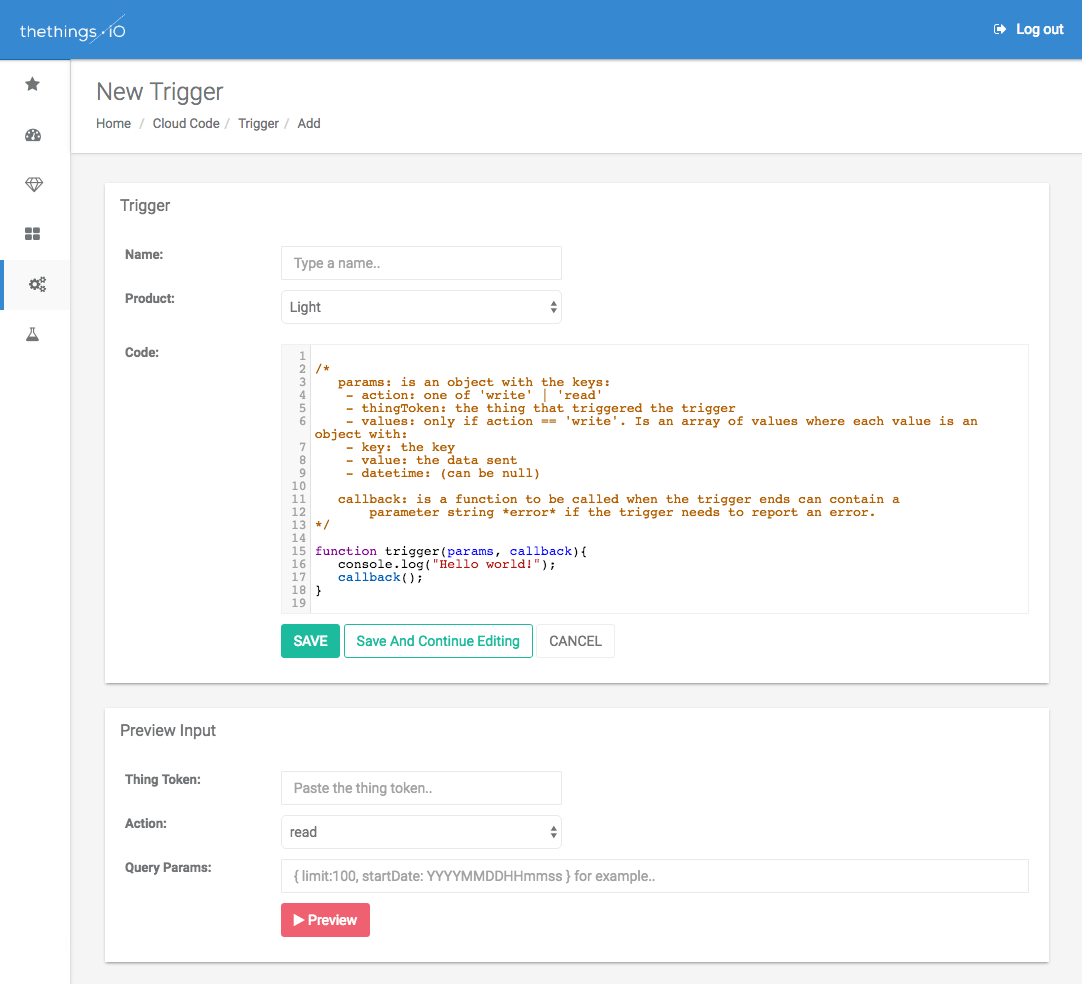 thethings.iO
Log out
New Trigger
Home / Cloud Code / Trigger / Add
Trigger
Name:
Type a name..
Product:
Light
Code:
1
2 /*
3 params: is an object with the keys:
4 - action: one of 'write' | 'read'
5 - thingToken: the thing that triggered the trigger
6 - values: only if action == 'write'. Is an array of values where each value is an
object with:
7 - key: the key
8 - value: the data sent
9 - datetime: (can be null)
10
11 callback: is a function to be called when the trigger ends can contain a
12 parameter string *error* if the trigger needs to report an error.
13 */
14
15 function trigger(params, callback){
16 console.log("Hello world!");
17 callback();
18 }
19
SAVE Save And Continue Editing CANCEL
Preview Input
Thing Token:
Paste the thing token..
Action:
read
Query Params:
{ limit:100, startDate: YYYYMMDDHHmmss } for example..
Preview